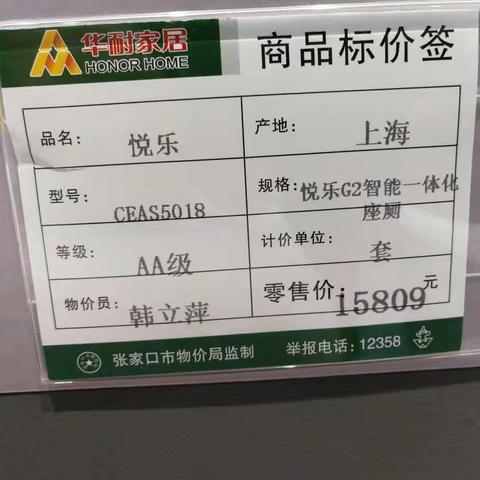 华耐家居
HONOR HOME
商品标价签
品名: 悦乐 产地: 上海
型号: CEAS5018 规格: 悦乐G2智能一体化
座厕
等级: AA级 计价单位: 套
物价员: 韩立萍 零售价: 15809 元
张家口市物价局监制 举报电话: 12358